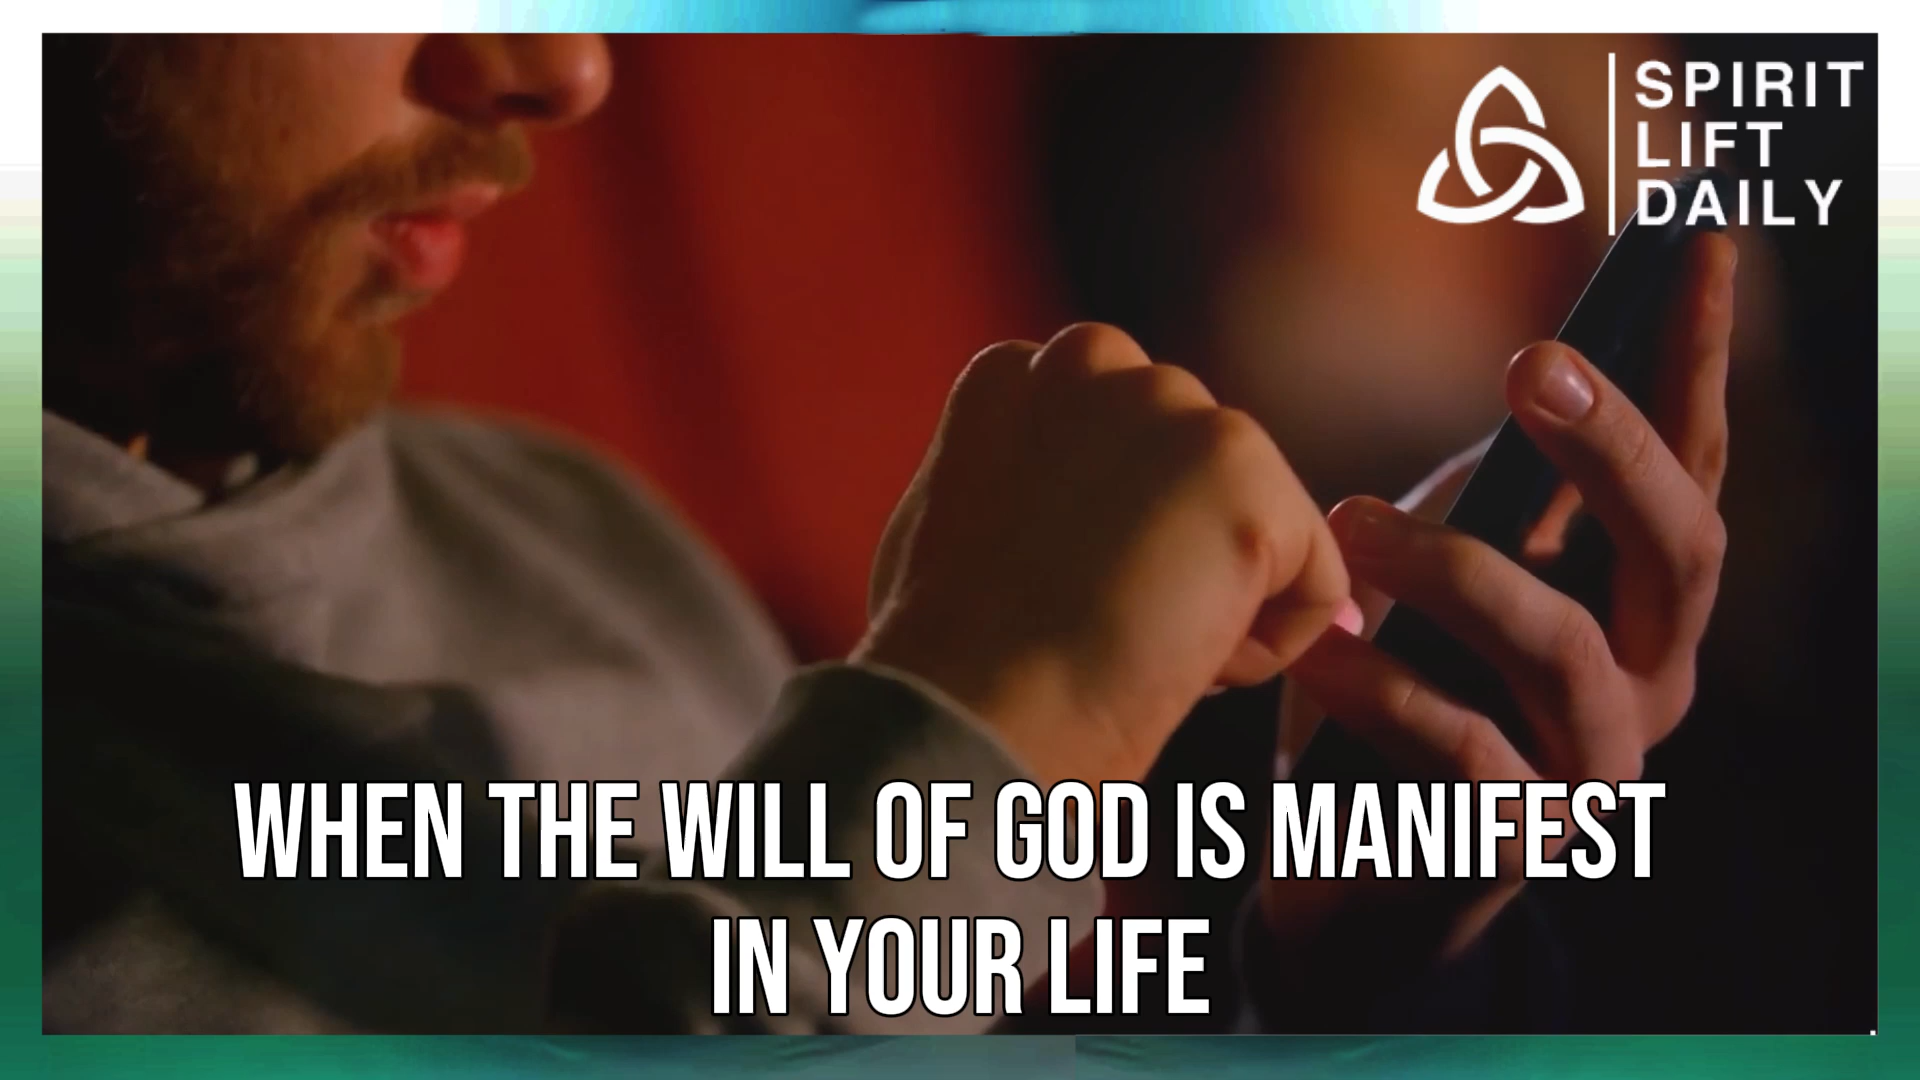 SPIRIT
LIFT
DAILY
WHEN THE WILL OF GOD IS MANIFEST
IN YOUR LIFE